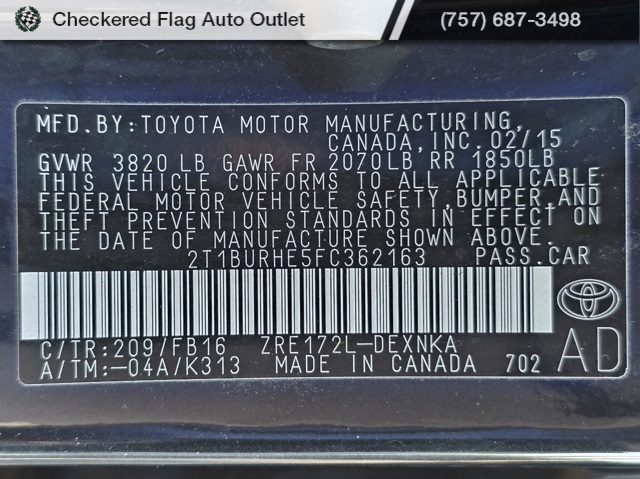 Checkered Flag Auto Outlet (757) 687-3498
MFD. BY: TOYOTA MOTOR MANUFACTURING,
CANADA, INC. 02/15
GVWR 3820 LB GAWR FR 2070LB RR 1850LB
THIS VEHICLE CONFORMS TO ALL APPLICABLE
FEDERAL MOTOR VEHICLE SAFETY, BUMPER, AND
THEFT PREVENTION STANDARDS IN EFFECT ON
THE DATE OF MANUFACTURE SHOWN ABOVE.
2T1BURHE5FC362163 PASS. CAR
C/TR: 209/FB16 ZRE172L-DEXNKA
A/TM: -04A/K313 MADE IN CANADA 702 AD